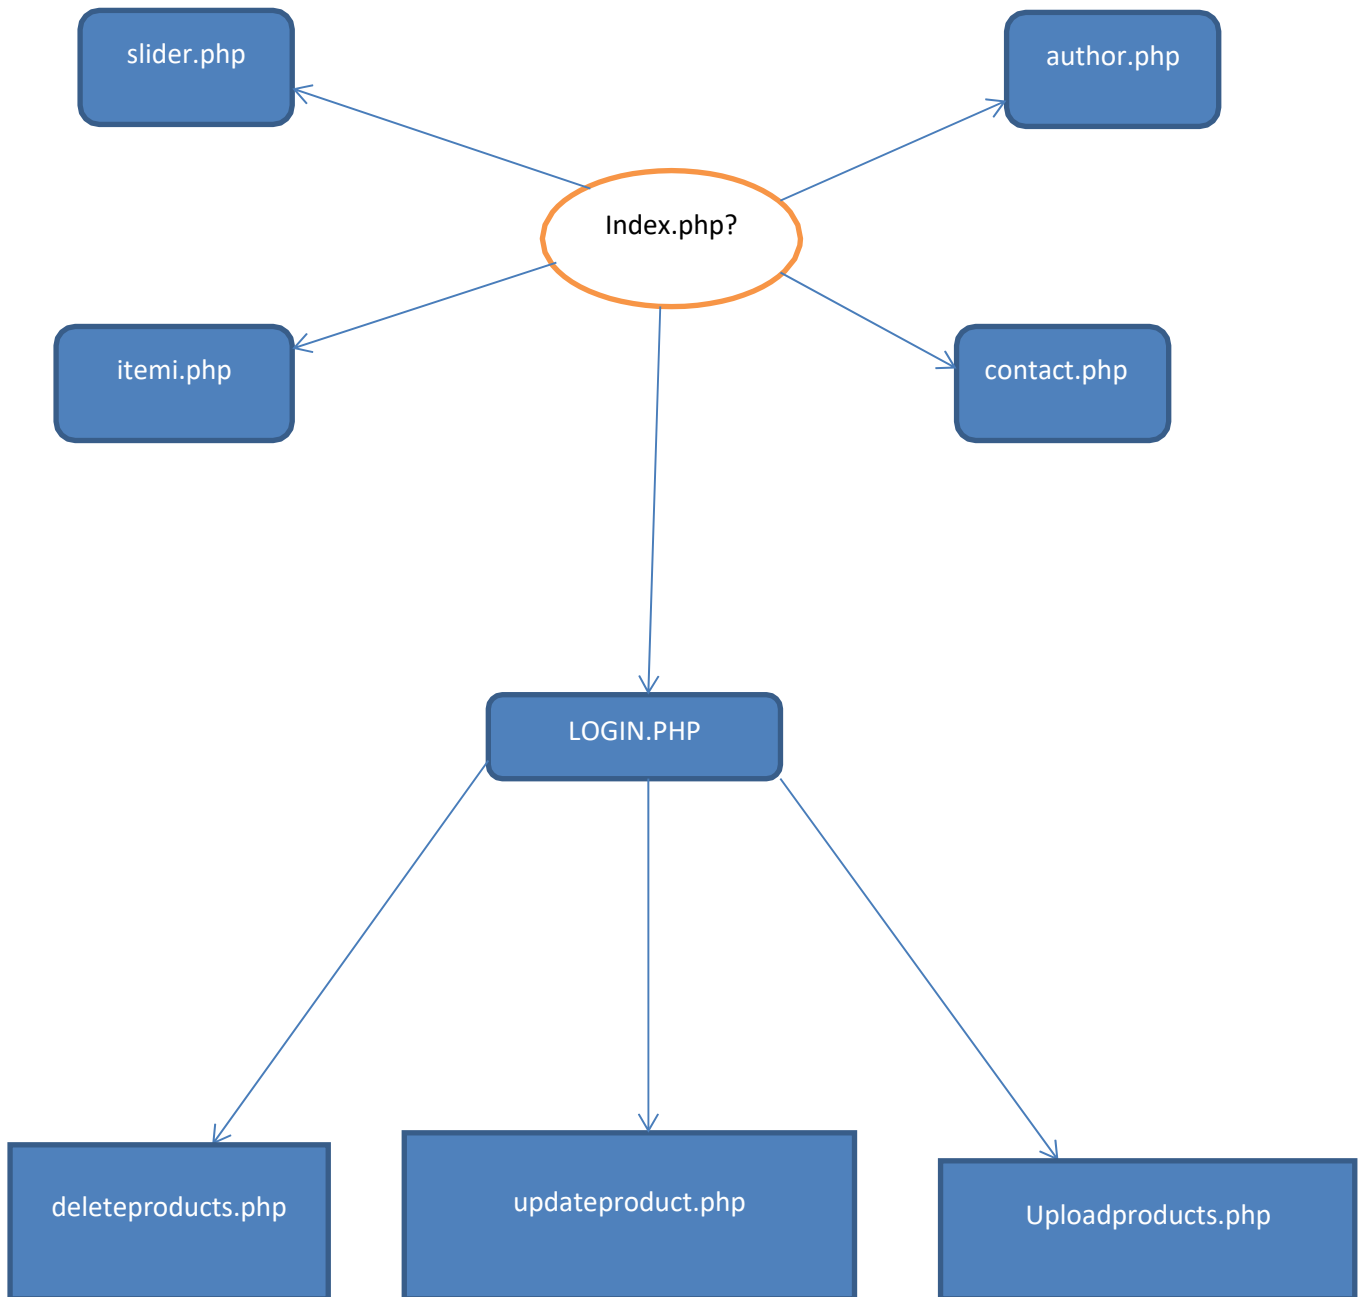 slider.php
author.php
Index.php?
itemi.php
contact.php
LOGIN.PHP
deleteproducts.php
updateproduct.php
Uploadproducts.php